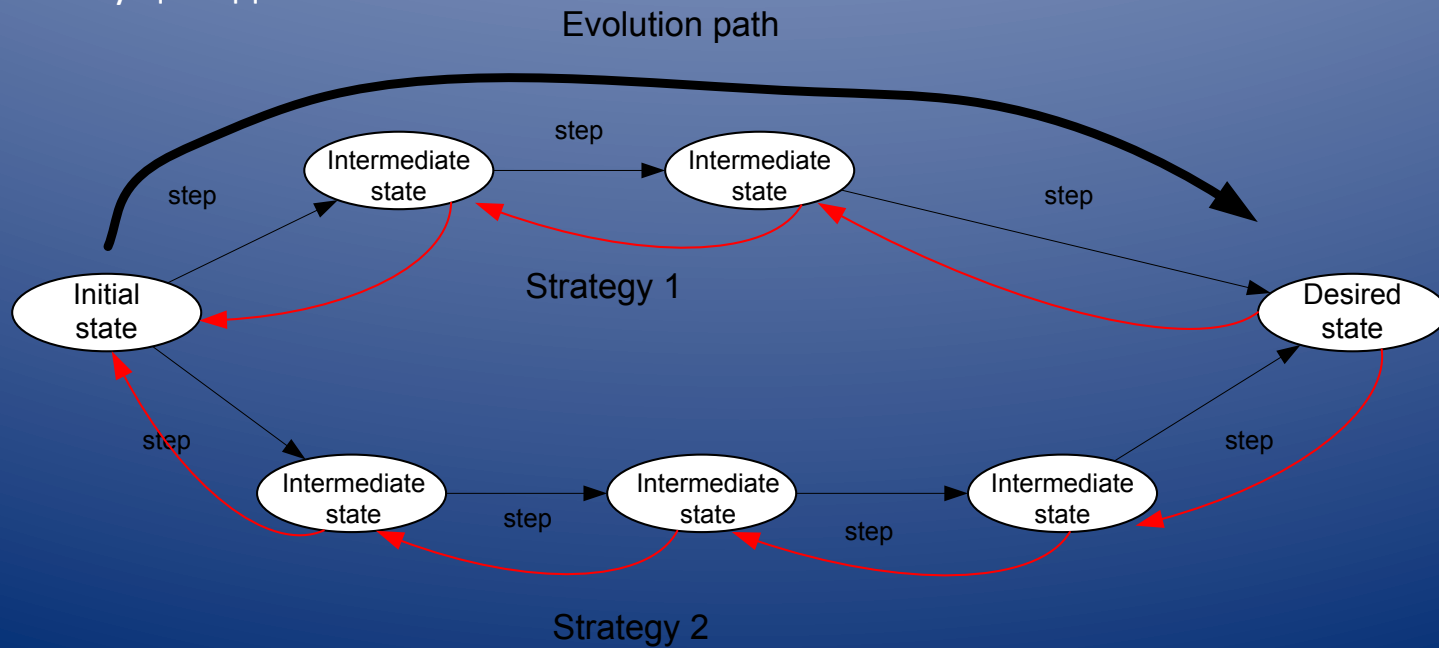 Evolution path
step
Intermediate
state
Intermediate
state
step
step
Initial
state
Strategy 1
Desired
state
step
Intermediate
state
step
Intermediate
state
step
Intermediate
state
step
Strategy 2